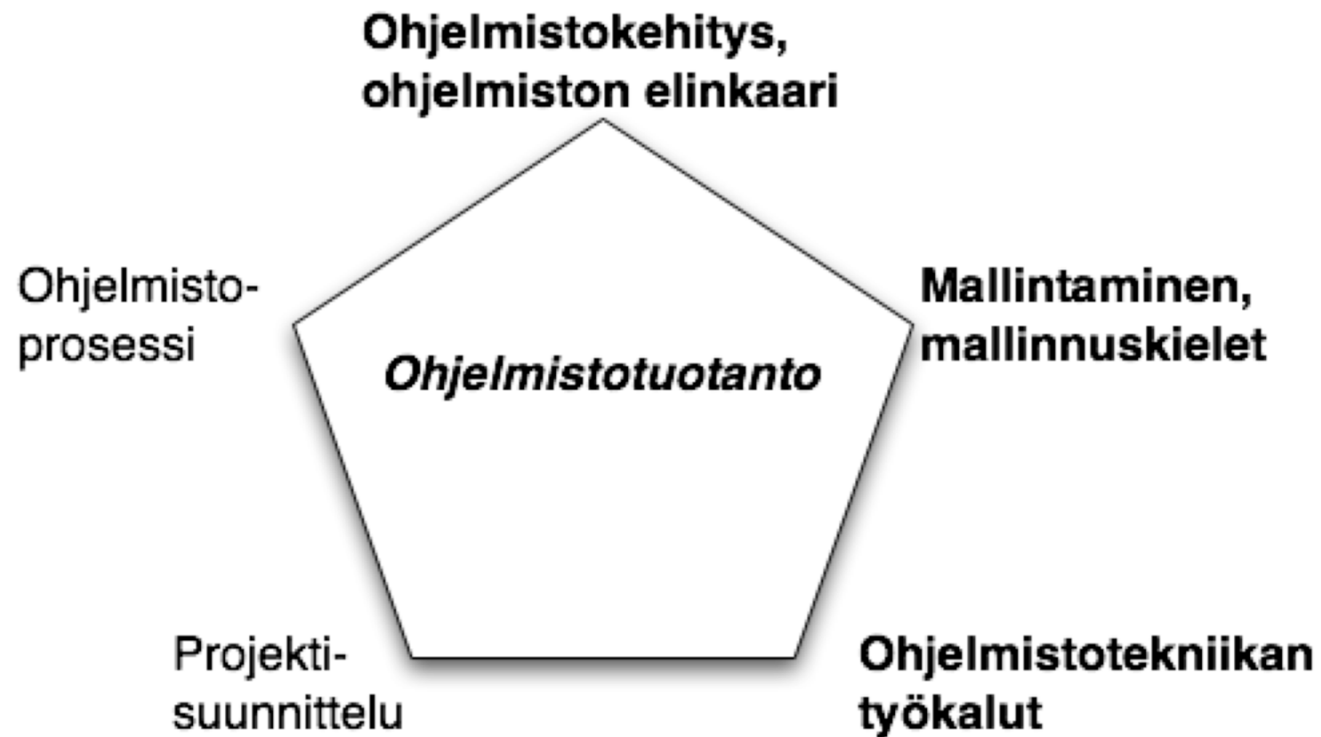 Ohjelmistokehitys,
ohjelmiston elinkaari
Ohjelmisto-
prosessi
Mallintaminen,
mallinnuskielet
Ohjelmistotuotanto
Projekti-
suunnittelu
Ohjelmistotekniikan
työkalut